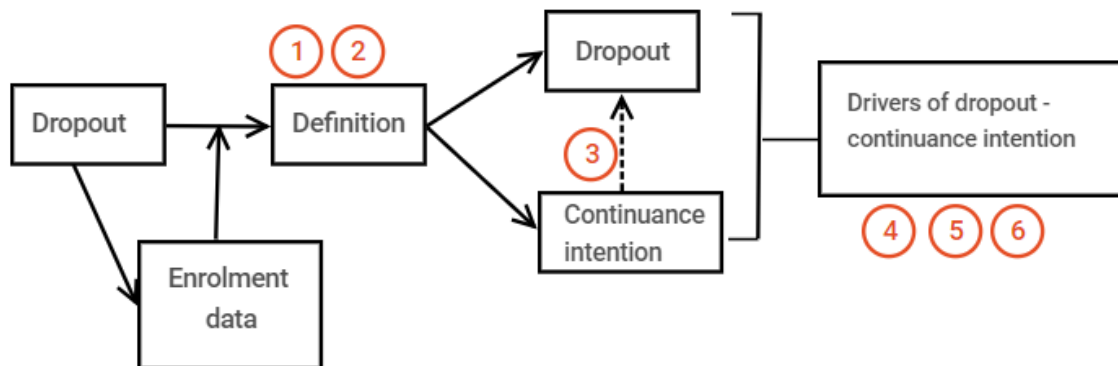 Dropout
1 2
Definition
Enrolment
data
Dropout
3
Continuance
intention
Drivers of dropout -
continuance intention
4 5 6